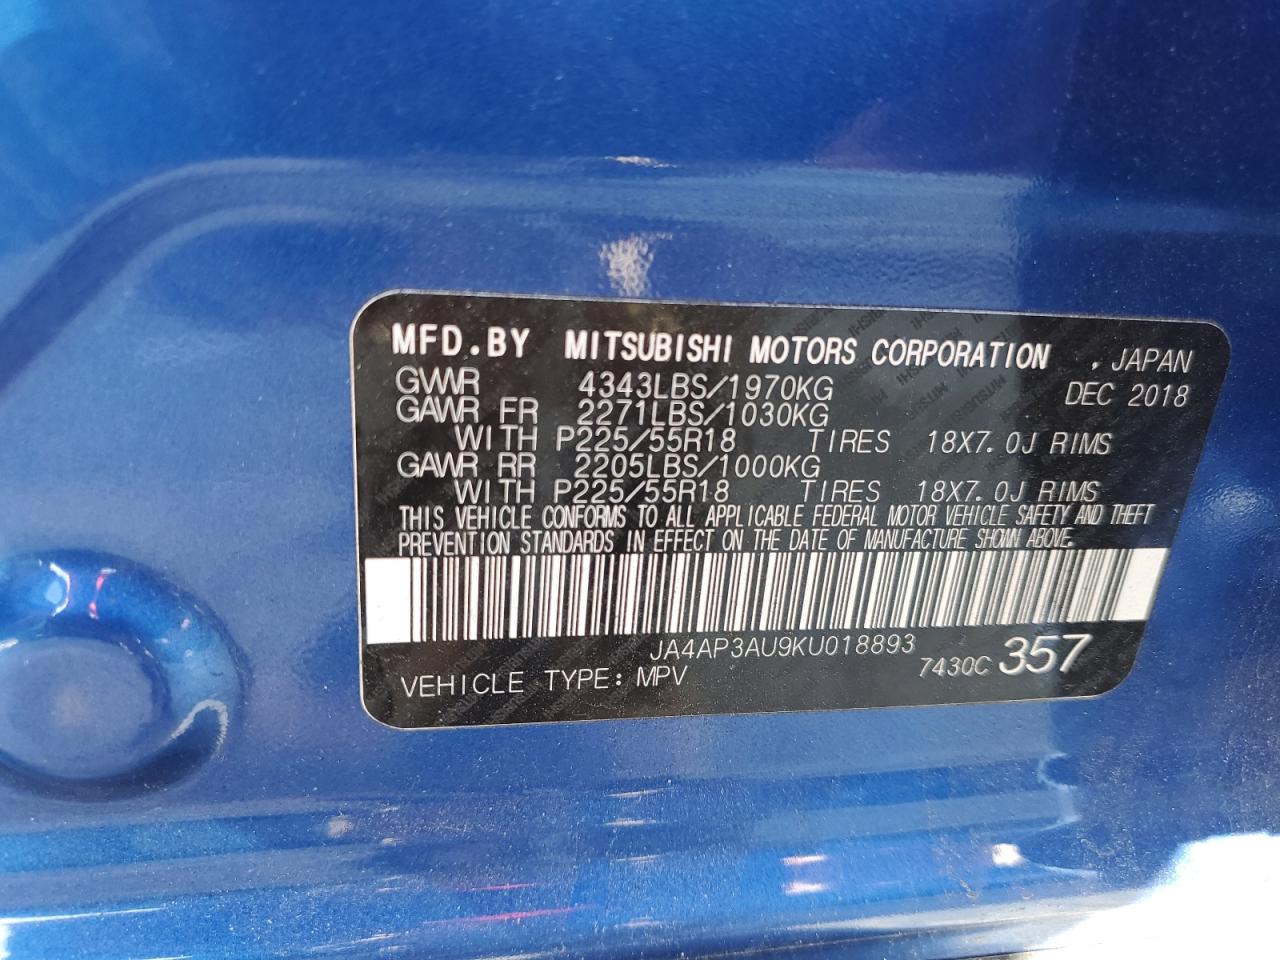 MFD.BY MITSUBISHI MOTORS CORPORATION , JAPAN
GVWR 4343LBS/1970KG DEC 2018
GAWR FR 2271LBS/1030KG
WITH P225/55R18 TIRES 18X7.0J RIMS
GAWR RR 2205LBS/1000KG
WITH P225/55R18 TIRES 18X7.0J RIMS
THIS VEHICLE CONFORMS TO ALL APPLICABLE FEDERAL MOTOR VEHICLE SAFETY AND THEFT
PREVENTION STANDARDS IN EFFECT ON THE DATE OF MANUFACTURE SHOWN ABOVE.
JA4AP3AU9KU018893
VEHICLE TYPE: MPV 7430C 357